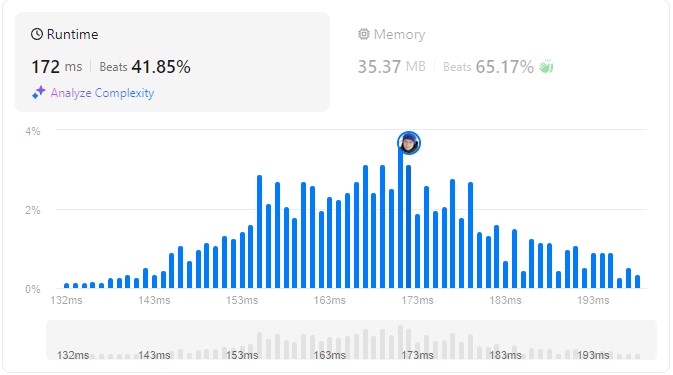 Runtime
Memory
172 ms Beats 41.85%
35.37 MB Beats 65.17%
Analyze Complexity
4%
2%
0%
132ms 143ms 153ms 163ms 173ms 183ms 193ms
132ms 143ms 153ms 163ms 173ms 183ms 193ms